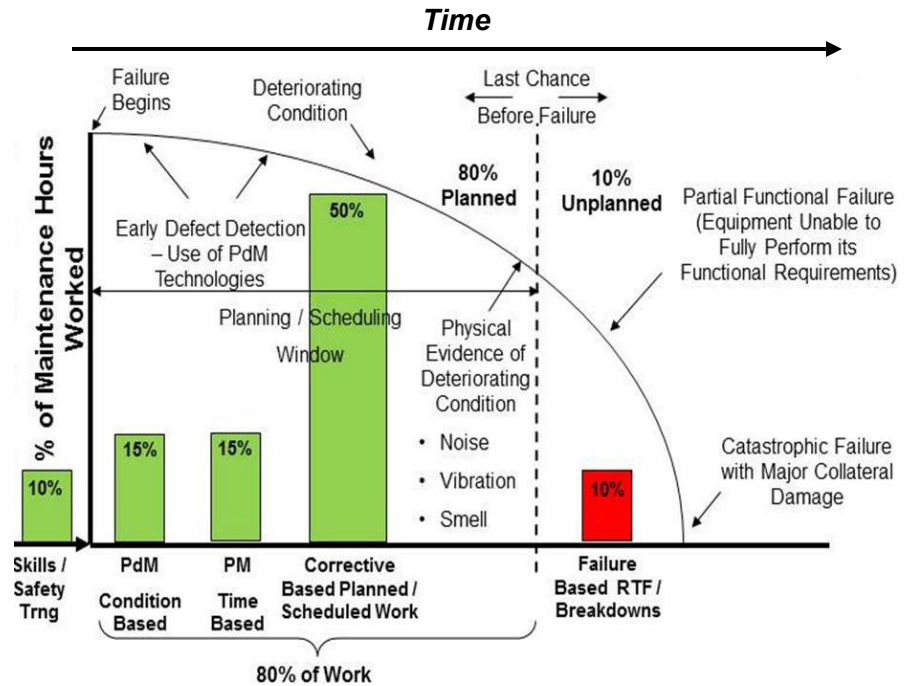 Time
Failure
Begins
Deteriorating
Condition
Last Chance
Before Failure
80%
Planned
10%
Unplanned
Partial Functional Failure
(Equipment Unable to
Fully Perform its
Functional Requirements)
% of Maintenance Hours
Worked
50%
Early Defect Detection
– Use of PdM
Technologies
Planning / Scheduling
Window
Physical
Evidence of
Deteriorating
Condition
• Noise
• Vibration
• Smell
Catastrophic Failure
with Major Collateral
Damage
10%
15%
15%
10%
Skills /
Safety
Trng
PdM
Condition
Based
PM
Time
Based
Corrective
Based Planned /
Scheduled Work
Failure
Based RTF /
Breakdowns
80% of Work